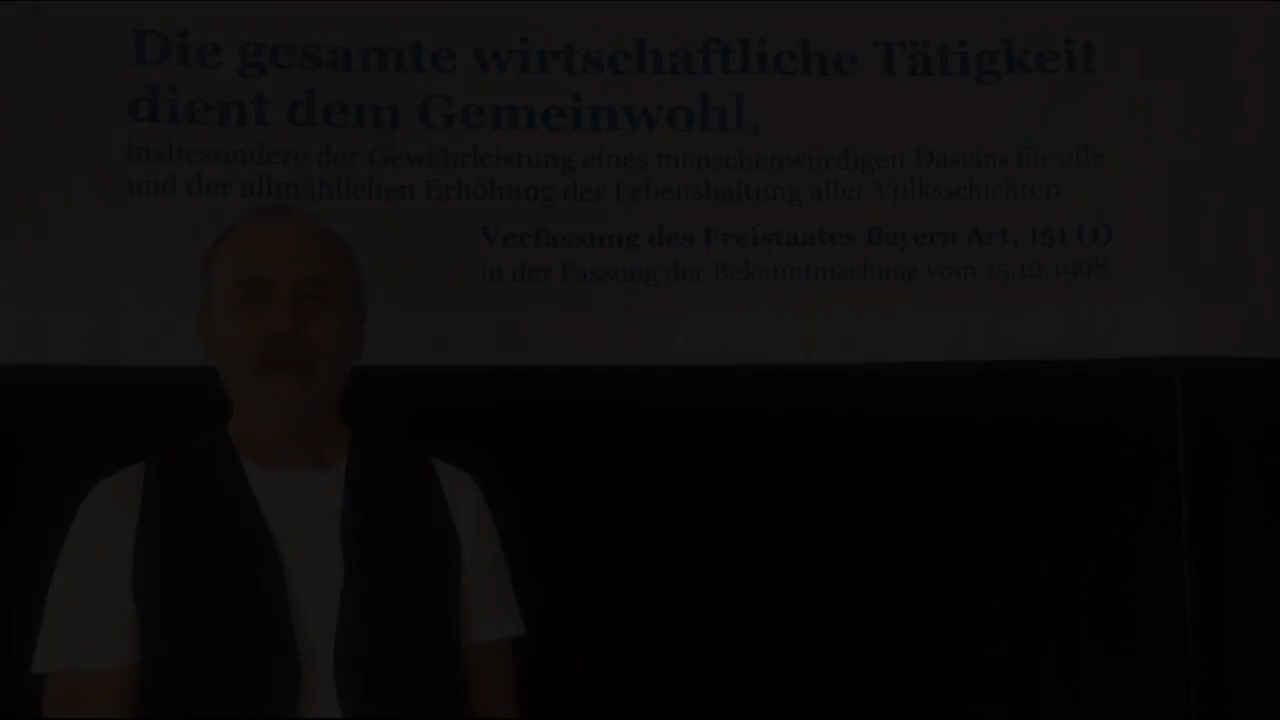 Die gesamte wirtschaftliche Tätigkeit
dient dem Gemeinwohl,
insbesondere der Gewährleistung eines menschenwürdigen Daseins für alle
und der allmählichen Erhöhung der Lebenshaltung aller Volksschichten.
Verfassung des Freistaates Bayern Art. 151 (1)
in der Fassung der Bekanntmachung vom 15.12.1998